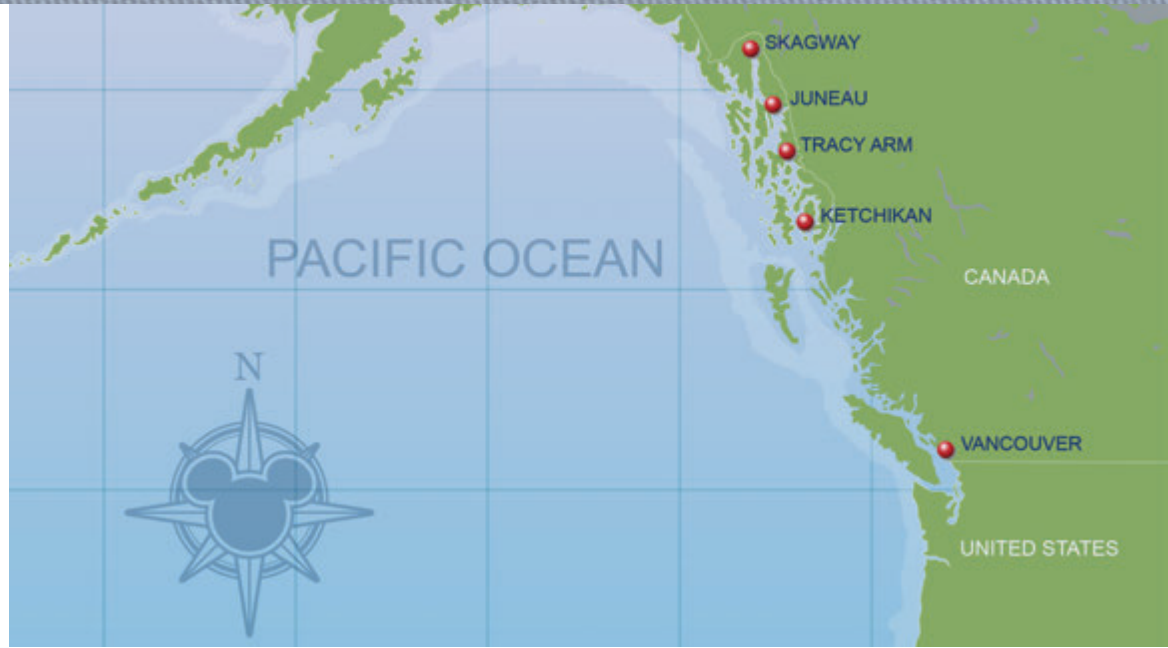 SKAGWAY
JUNEAU
TRACY ARM
KETCHIKAN
PACIFIC OCEAN
CANADA
N
VANCOUVER
UNITED STATES